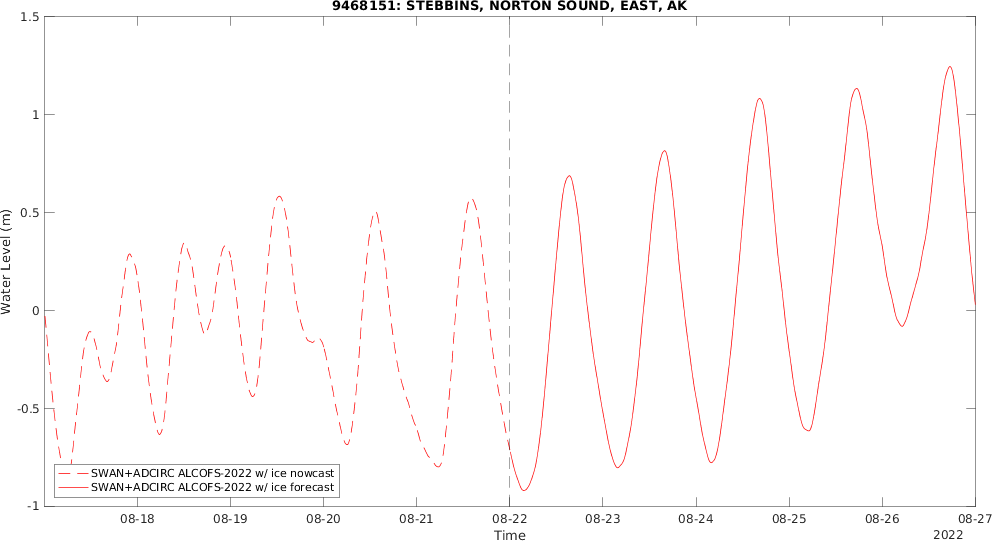 9468151: STEBBINS, NORTON SOUND, EAST, AK
1.5
1
0.5
0
-0.5
-1
Water Level (m)
SWAN+ADCIRC ALCOFS-2022 w/ ice nowcast
SWAN+ADCIRC ALCOFS-2022 w/ ice forecast
08-18 08-19 08-20 08-21 08-22 08-23 08-24 08-25 08-26 08-27
Time
2022